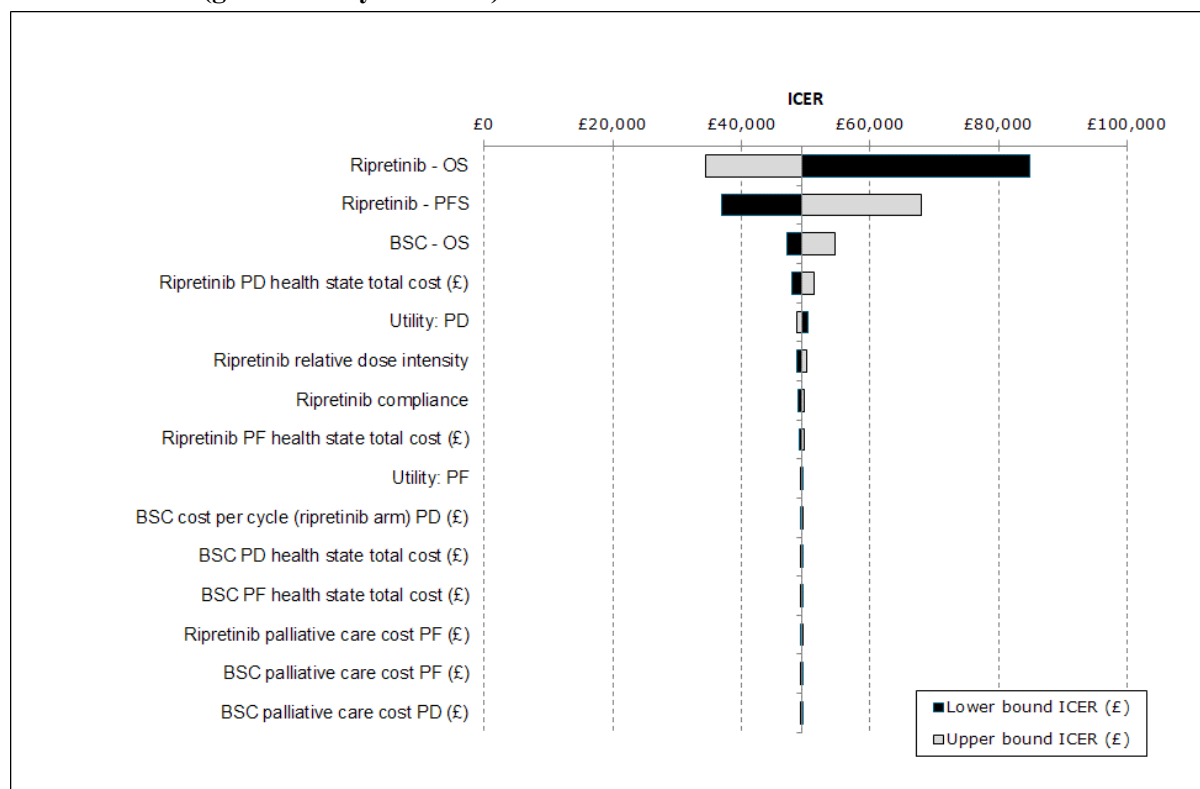 ICER
£0 £20,000 £40,000 £60,000 £80,000 £100,000
Ripretinib - OS
Ripretinib - PFS
BSC - OS
Ripretinib PD health state total cost (£)
Utility: PD
Ripretinib relative dose intensity
Ripretinib compliance
Ripretinib PF health state total cost (£)
Utility: PF
BSC cost per cycle (ripretinib arm) PD (£)
BSC PD health state total cost (£)
BSC PF health state total cost (£)
Ripretinib palliative care cost PF (£)
BSC palliative care cost PF (£)
BSC palliative care cost PD (£)
Lower bound ICER (£)
Upper bound ICER (£)